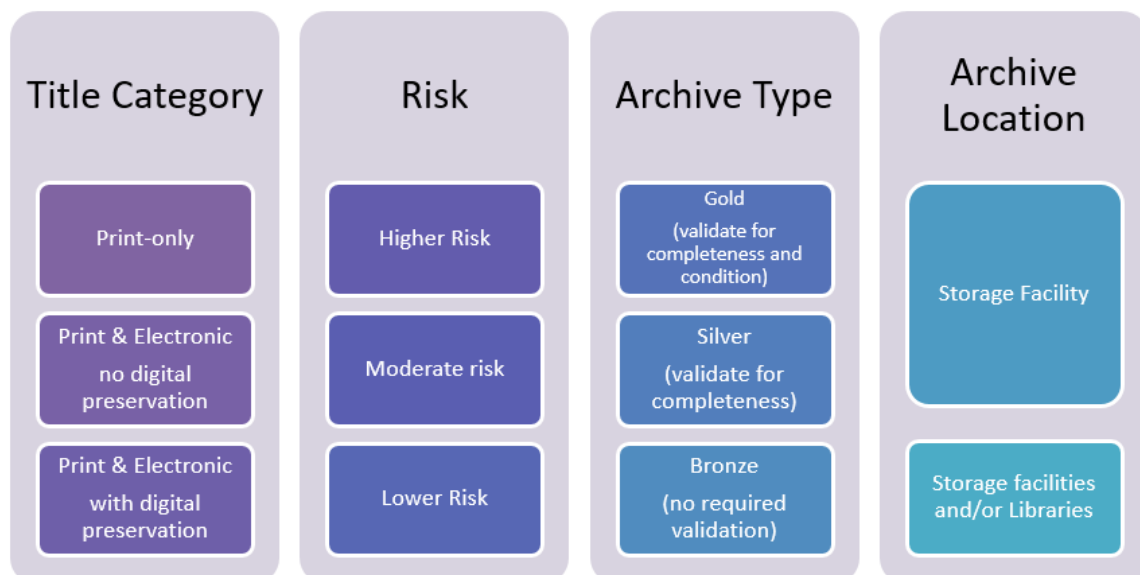 Title Category
Print-only
Print & Electronic
no digital
preservation
Print & Electronic
with digital
preservation
Risk
Higher Risk
Moderate risk
Lower Risk
Archive Type
Gold
(validate for
completeness and
condition)
Silver
(validate for
completeness)
Bronze
(no required
validation)
Archive
Location
Storage Facility
Storage facilities
and/or Libraries